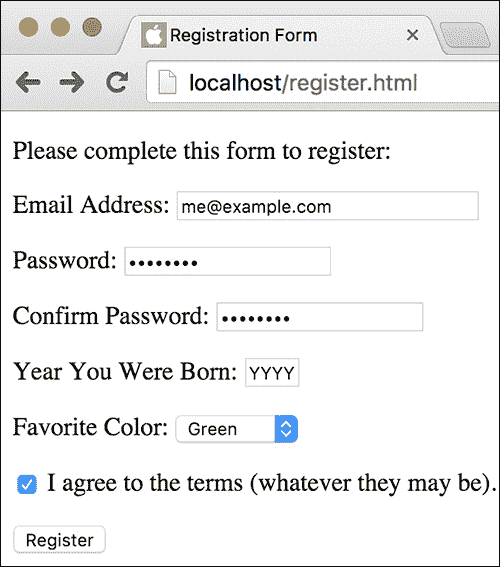 Registration Form
localhost/register.html
Please complete this form to register:
Email Address: me@example.com
Password: ••••••••
Confirm Password: ••••••••
Year You Were Born: YYYY
Favorite Color: Green
I agree to the terms (whatever they may be).
Register